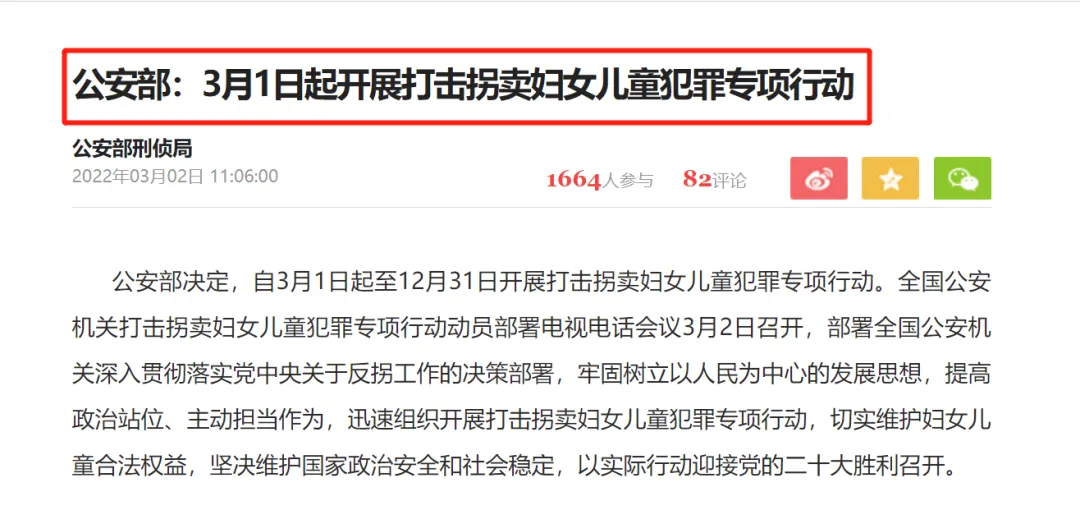 公安部：3月1日起开展打击拐卖妇女儿童犯罪专项行动
公安部刑侦局
2022年03月02日 11:06:00
1664人参与 82评论
公安部决定，自3月1日起至12月31日开展打击拐卖妇女儿童犯罪专项行动。全国公安
机关打击拐卖妇女儿童犯罪专项行动动员部署电视电话会议3月2日召开，部署全国公安机
关深入贯彻落实党中央关于反拐工作的决策部署，牢固树立以人民为中心的发展思想，提高
政治站位、主动担当作为，迅速组织开展打击拐卖妇女儿童犯罪专项行动，切实维护妇女儿
童合法权益，坚决维护国家政治安全和社会稳定，以实际行动迎接党的二十大胜利召开。